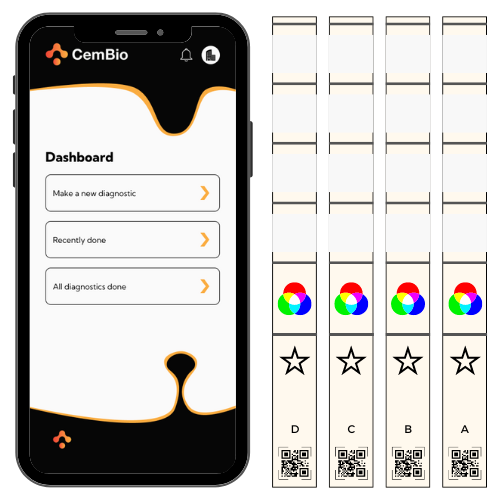 CemBio
Dashboard
Make a new diagnostic
Recently done
All diagnostics done
D C B A